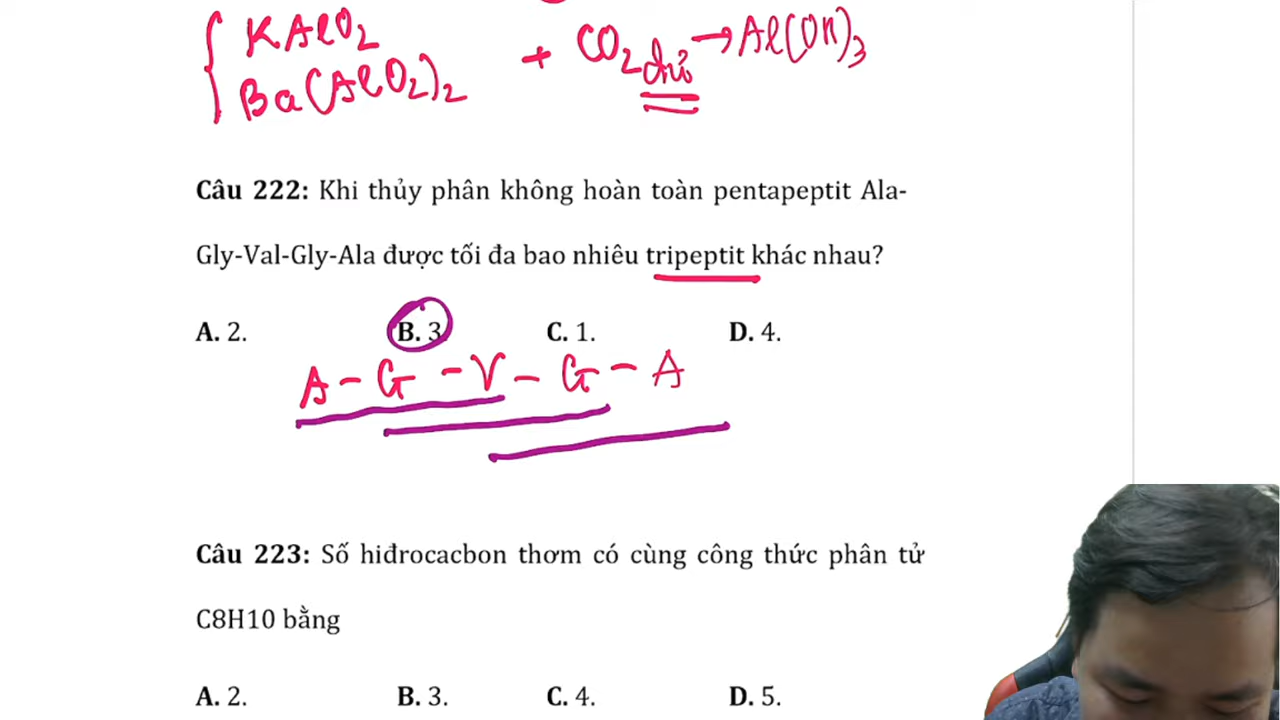 KAlO2
Ba(AlO2)2
+ CO2 dư → Al(OH)3
Câu 222: Khi thủy phân không hoàn toàn pentapeptit Ala-
Gly-Val-Gly-Ala được tối đa bao nhiêu tripeptit khác nhau?
A. 2. B. 3. C. 1. D. 4.
A - G - V - G - A
Câu 223: Số hiđrocacbon thơm có cùng công thức phân tử
C8H10 bằng
A. 2. B. 3. C. 4. D. 5.